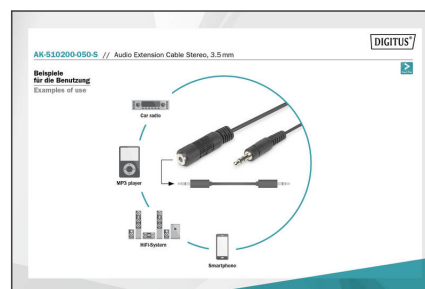 DIGITUS®
AK-510200-050-S // Audio Extension Cable Stereo, 3.5 mm
Beispiele
für die Benutzung
Examples of use
Car radio
MP3 player
HiFi-System
Smartphone